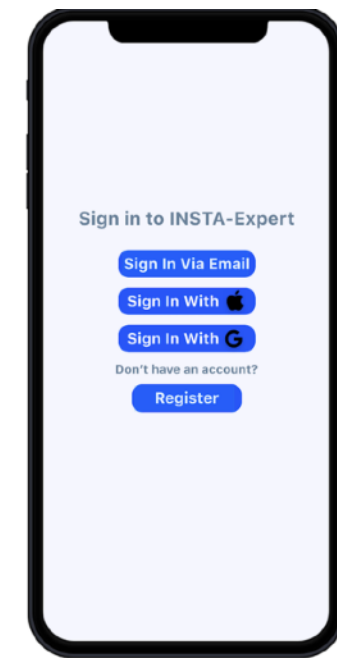 Sign in to INSTA-Expert
Sign In Via Email
Sign In With
Sign In With G
Don't have an account?
Register